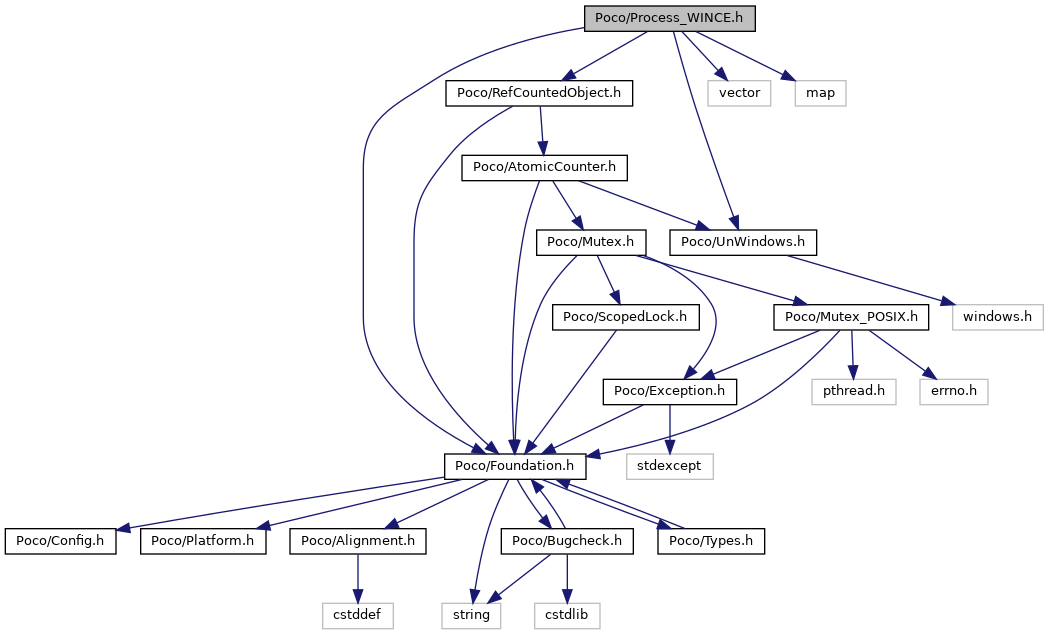 Poco/Process_WINCE.h
Poco/RefCountedObject.h
vector
map
Poco/AtomicCounter.h
Poco/Mutex.h
Poco/UnWindows.h
Poco/ScopedLock.h
Poco/Mutex_POSIX.h
windows.h
Poco/Exception.h
pthread.h
errno.h
Poco/Foundation.h
stdexcept
Poco/Config.h
Poco/Platform.h
Poco/Alignment.h
Poco/Bugcheck.h
Poco/Types.h
cstddef
string
cstdlib